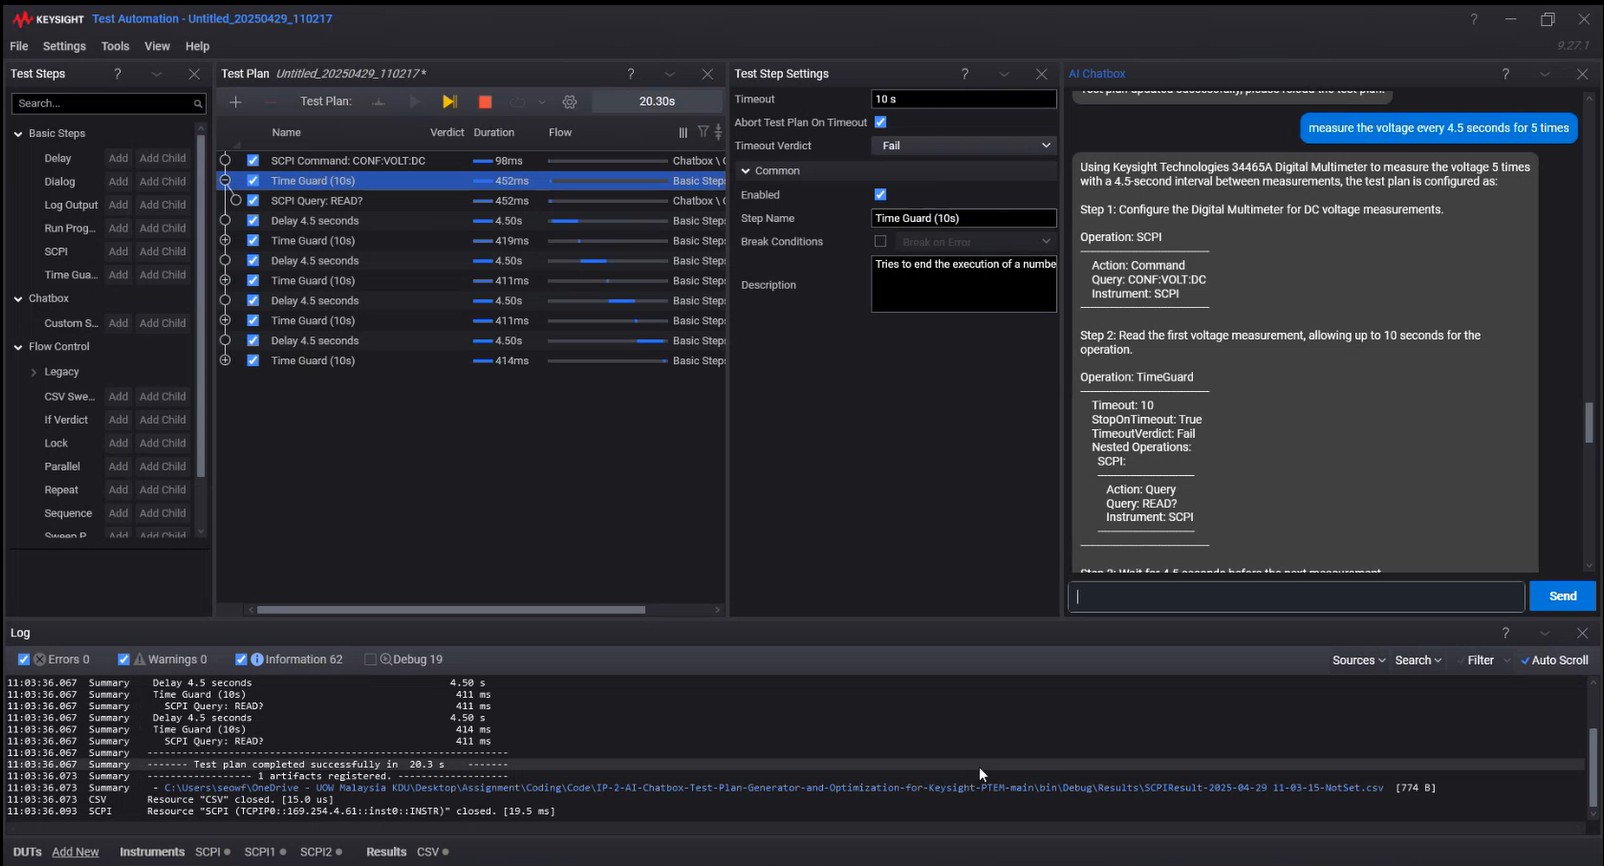 KEYSIGHT Test Automation - Untitled_20250429_110217
File Settings Tools View Help
9.27.1
Test Steps
Search...
Basic Steps
Delay Add Add Child
Dialog Add Add Child
Log Output Add Add Child
Run Prog... Add Add Child
SCPI Add Add Child
Time Gua... Add Add Child
Chatbox
Custom S... Add Add Child
Flow Control
Legacy
CSV Swe... Add Add Child
If Verdict Add Add Child
Lock Add Add Child
Parallel Add Add Child
Repeat Add Add Child
Sequence Add Add Child
Sweep P... Add Add Child
Test Plan Untitled_20250429_110217*
Test Plan: 20.30s
Name Verdict Duration Flow
SCPI Command: CONF:VOLT:DC 98ms Chatbox \ (
Time Guard (10s) 452ms Basic Steps
SCPI Query: READ? 452ms Chatbox \ (
Delay 4.5 seconds 4.50s Basic Steps
Time Guard (10s) 419ms Basic Steps
Delay 4.5 seconds 4.50s Basic Steps
Time Guard (10s) 411ms Basic Steps
Delay 4.5 seconds 4.50s Basic Steps
Time Guard (10s) 411ms Basic Steps
Delay 4.5 seconds 4.50s Basic Steps
Time Guard (10s) 414ms Basic Steps
Test Step Settings
Timeout 10 s
Abort Test Plan On Timeout
Timeout Verdict Fail
Common
Enabled
Step Name Time Guard (10s)
Break Conditions Break on Error
Description Tries to end the execution of a numbe
AI Chatbox
Test plan updated successfully, please reload the test plan.
measure the voltage every 4.5 seconds for 5 times
Using Keysight Technologies 34465A Digital Multimeter to measure the voltage 5 times
with a 4.5-second interval between measurements, the test plan is configured as:
Step 1: Configure the Digital Multimeter for DC voltage measurements.
Operation: SCPI
Action: Command
Query: CONF:VOLT:DC
Instrument: SCPI
Step 2: Read the first voltage measurement, allowing up to 10 seconds for the
operation.
Operation: TimeGuard
Timeout: 10
StopOnTimeout: True
TimeoutVerdict: Fail
Nested Operations:
SCPI:
Action: Query
Query: READ?
Instrument: SCPI
Step 3: Wait for 4.5 seconds before the next measurement.
Send
Log
Errors 0 Warnings 0 Information 62 Debug 19
Sources Search Filter Auto Scroll
11:03:36.067 Summary Delay 4.5 seconds 4.50 s
11:03:36.067 Summary Time Guard (10s) 411 ms
11:03:36.067 Summary SCPI Query: READ? 411 ms
11:03:36.067 Summary Delay 4.5 seconds 4.50 s
11:03:36.067 Summary Time Guard (10s) 414 ms
11:03:36.067 Summary SCPI Query: READ? 411 ms
11:03:36.067 Summary --------------------------------------------------
11:03:36.067 Summary ------- Test plan completed successfully in 20.3 s -------
11:03:36.073 Summary ------------------- 1 artifacts registered. -------------------
11:03:36.073 Summary - C:\Users\seowf\OneDrive - UOW Malaysia KDU\Desktop\Assignment\Coding\Code\IP-2-AI-Chatbox-Test-Plan-Generator-and-Optimization-for-Keysight-PTEM-main\bin\Debug\Results\SCPIResult-2025-04-29 11-03-15-NotSet.csv [774 B]
11:03:36.073 CSV Resource "CSV" closed. [15.0 us]
11:03:36.093 SCPI Resource "SCPI (TCPIP0::169.254.4.61::inst0::INSTR)" closed. [19.5 ms]
DUTs Add New Instruments SCPI SCPI1 SCPI2 Results CSV